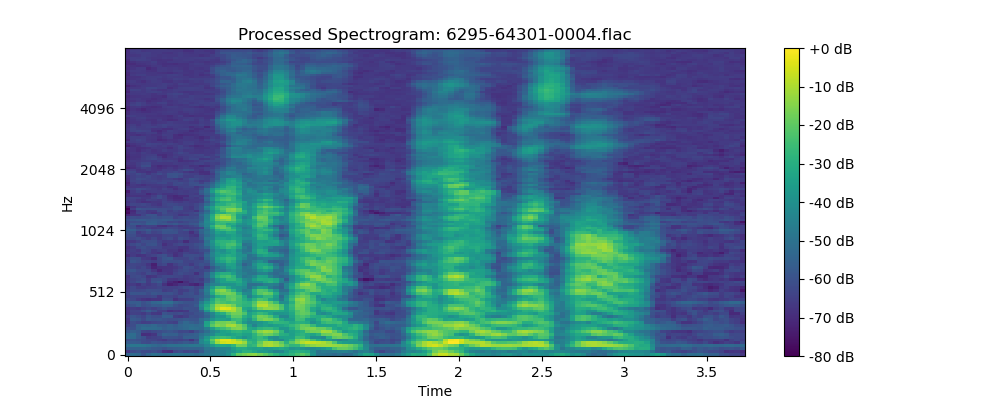 Processed Spectrogram: 6295-64301-0004.flac
+0 dB
-10 dB
-20 dB
-30 dB
-40 dB
-50 dB
-60 dB
-70 dB
-80 dB
4096
2048
1024
512
0
Hz
0 0.5 1 1.5 2 2.5 3 3.5
Time